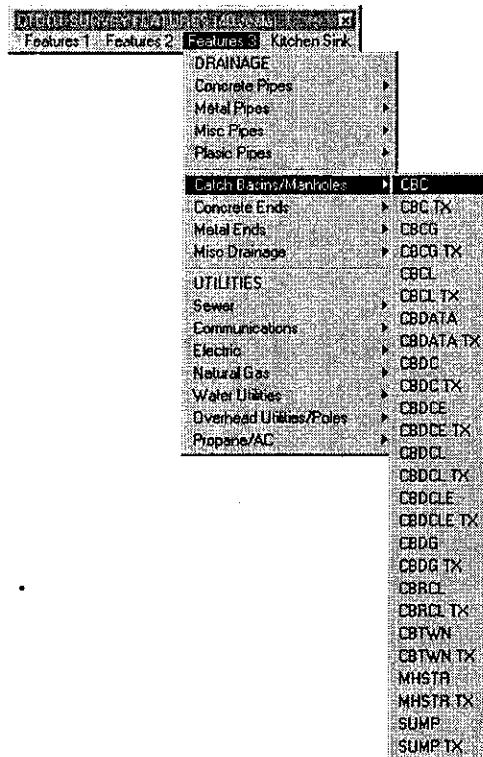 SURVEY FEATURES
Features 1 Features 2 Features 3 Kitchen Sink
DRAINAGE
Concrete Pipes
Metal Pipes
Misc Pipes
Plasic Pipes
Catch Basins/Manholes
Concrete Ends
Metal Ends
Misc Drainage
UTILITIES
Sewer
Communications
Electric
Natural Gas
Water Utilities
Overhead Utilities/Poles
Propane/AC
CBC
CBC TX
CBCG
CBCG TX
CBCL
CBCL TX
CBDATA
CBDATA TX
CBDC
CBDC TX
CBDCE
CBDCE TX
CBDCL
CBDCL TX
CBDCLE
CBDCLE TX
CBDG
CBDG TX
CBRCL
CBRCL TX
CBTWN
CBTWN TX
MHSTR
MHSTR TX
SUMP
SUMP TX